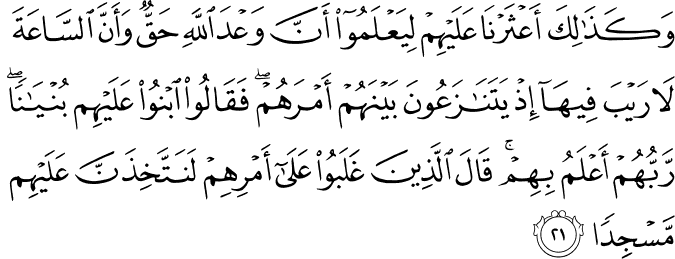 وَكَذَٰلِكَ أَعْثَرْنَا عَلَيْهِمْ لِيَعْلَمُوٓا۟ أَنَّ وَعْدَ ٱللَّهِ حَقٌّ وَأَنَّ ٱلسَّاعَةَ
لَا رَيْبَ فِيهَآ إِذْ يَتَنَٰزَعُونَ بَيْنَهُمْ أَمْرَهُمْ ۖ فَقَالُوا۟ ٱبْنُوا۟ عَلَيْهِم بُنْيَٰنًا ۖ
رَّبُّهُمْ أَعْلَمُ بِهِمْ ۚ قَالَ ٱلَّذِينَ غَلَبُوا۟ عَلَىٰٓ أَمْرِهِمْ لَنَتَّخِذَنَّ عَلَيْهِم
مَّسْجِدًا ٢١